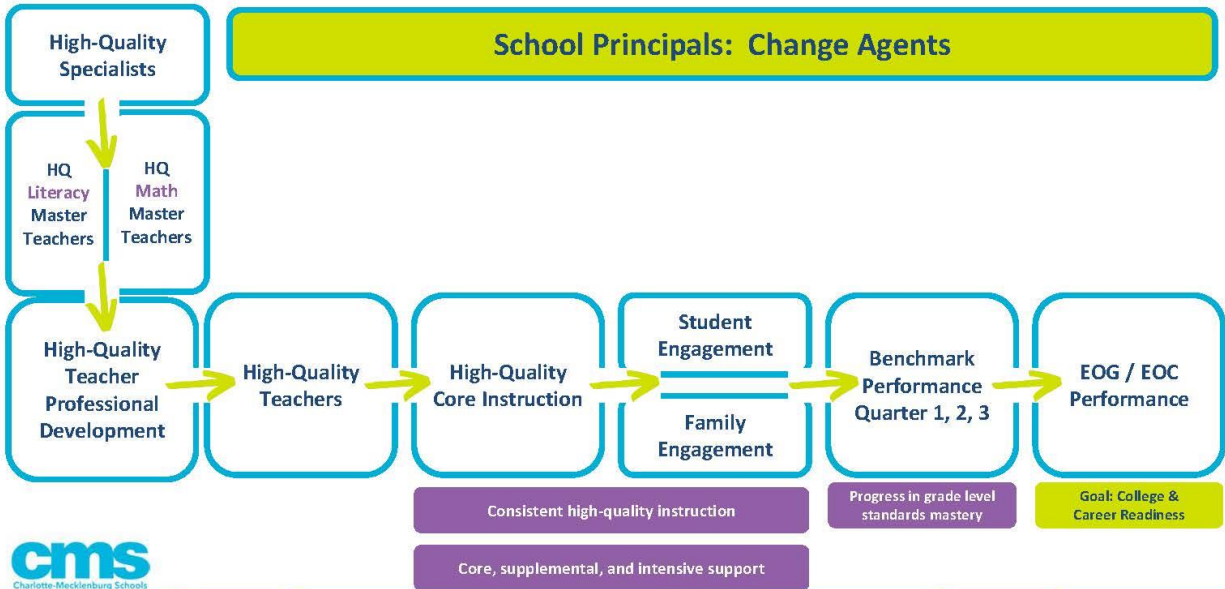 High-Quality
Specialists
School Principals: Change Agents
HQ
Literacy
Master
Teachers
HQ
Math
Master
Teachers
High-Quality
Teacher
Professional
Development
High-Quality
Teachers
High-Quality
Core Instruction
Student
Engagement
Family
Engagement
Benchmark
Performance
Quarter 1, 2, 3
EOG / EOC
Performance
Consistent high-quality instruction
Progress in grade level
standards mastery
Goal: College &
Career Readiness
Core, supplemental, and intensive support
cms
Charlotte-Mecklenburg Schools